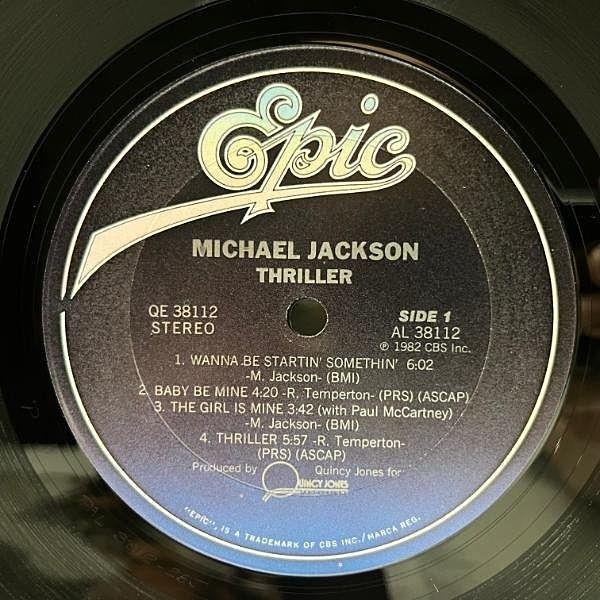 Epic
MICHAEL JACKSON
THRILLER
QE 38112
STEREO
SIDE 1
AL 38112
℗ 1982 CBS Inc.
1. WANNA BE STARTIN' SOMETHIN' 6:02
-M. Jackson- (BMI)
2. BABY BE MINE 4:20 -R. Temperton- (PRS) (ASCAP)
3. THE GIRL IS MINE 3:42 (with Paul McCartney)
-M. Jackson- (BMI)
4. THRILLER 5:57 -R. Temperton-
(PRS) (ASCAP)
Produced by Quincy Jones for
QUINCY JONES
"EPIC", IS A TRADEMARK OF CBS INC./MARCA REG.